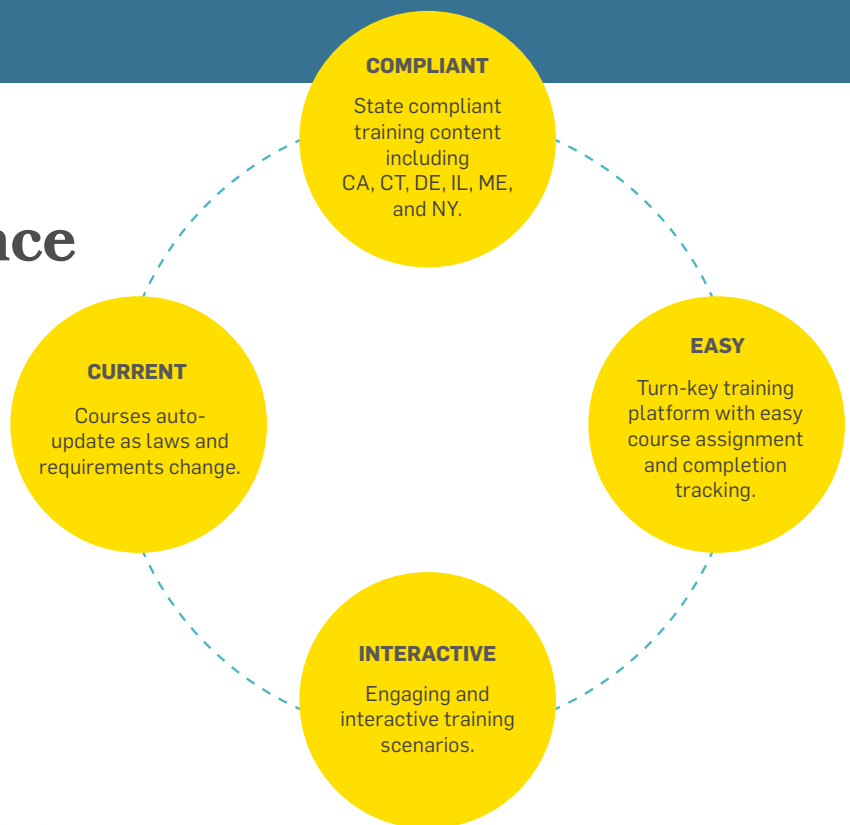 COMPLIANT
State compliant
training content
including
CA, CT, DE, IL, ME,
and NY.
CURRENT
Courses auto-
update as laws and
requirements change.
EASY
Turn-key training
platform with easy
course assignment
and completion
tracking.
INTERACTIVE
Engaging and
interactive training
scenarios.